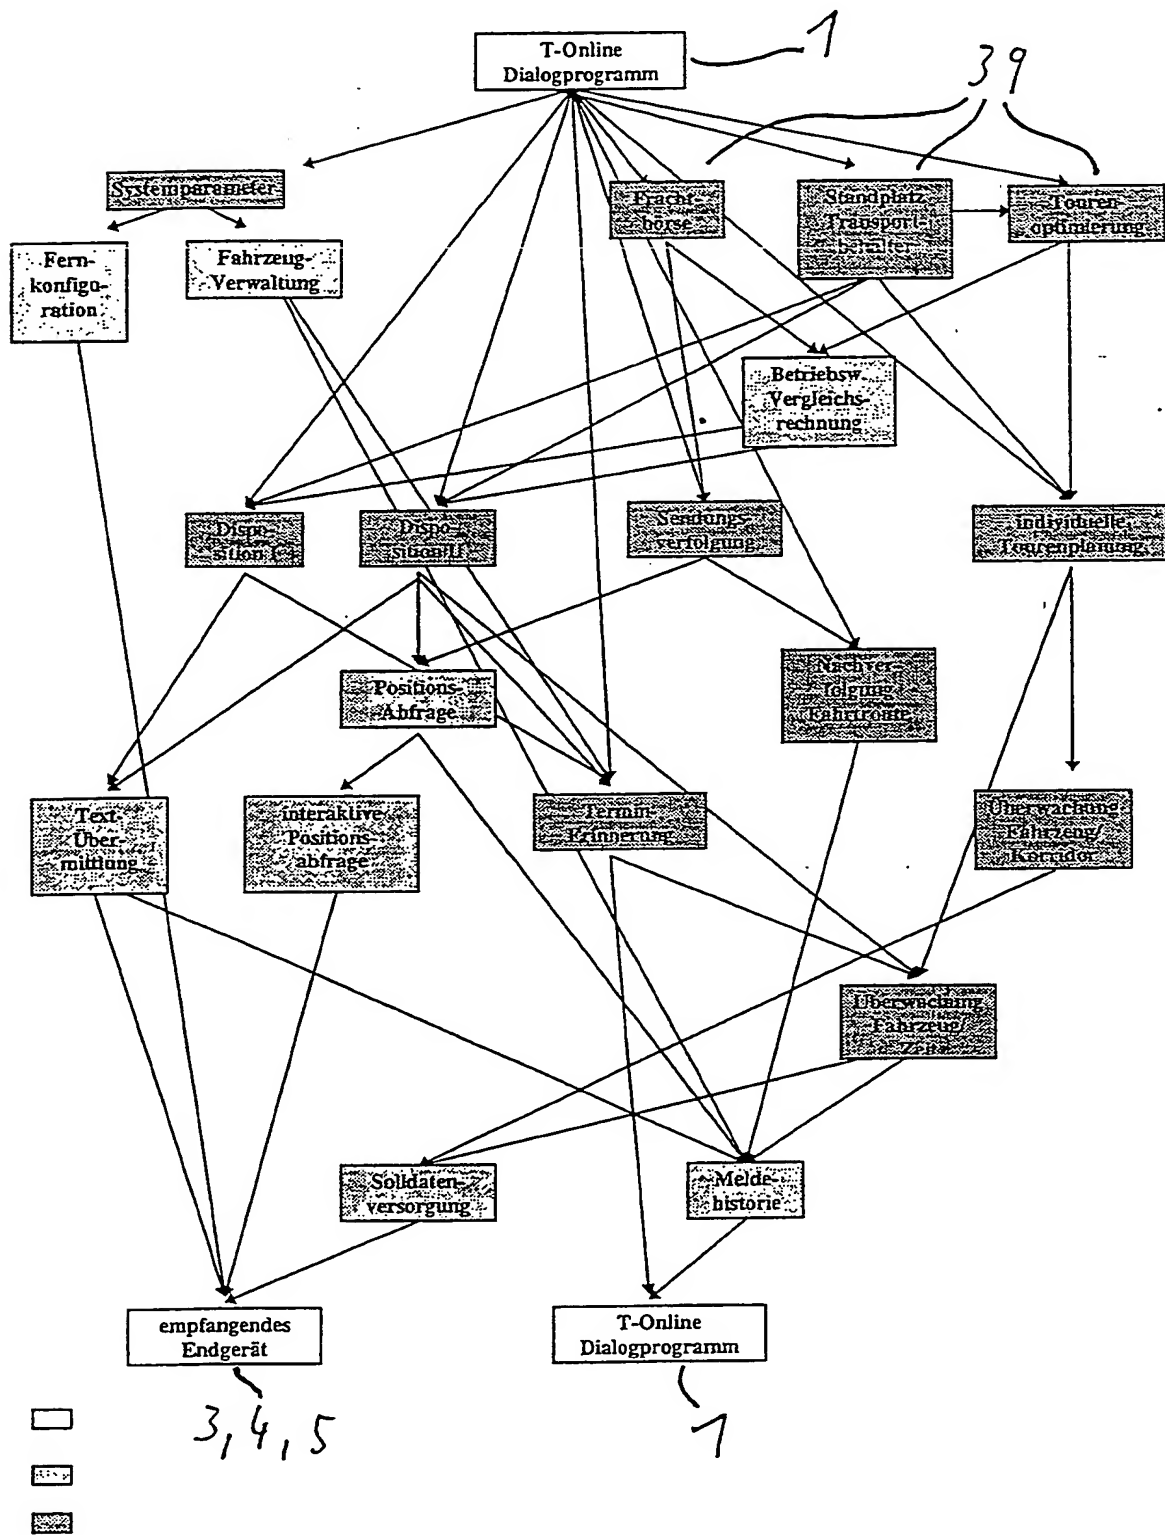 T-Online
Dialogprogramm
1
39
Systemparameter
Fracht-
börse
Standplatz
Transport-
behälter
Touren-
optimierung
Fern-
konfigu-
ration
Fahrzeug-
Verwaltung
Betriebsw.
Vergleichs-
rechnung
Dispo-
sition I
Dispo-
sition II
Sendungs-
verfolgung
individuelle
Tourenplanung
Positions-
Abfrage
Nachver-
folgung
Fahrtroute
Text-
Über-
mittlung
interaktive
Positions-
abfrage
Termin-
Erinnerung
Überwachung
Fahrzeug/
Korridor
Überwachung
Fahrzeug/
Zeit
Solldaten-
versorgung
Melde-
historie
empfangendes
Endgerät
T-Online
Dialogprogramm
3, 4, 5
1